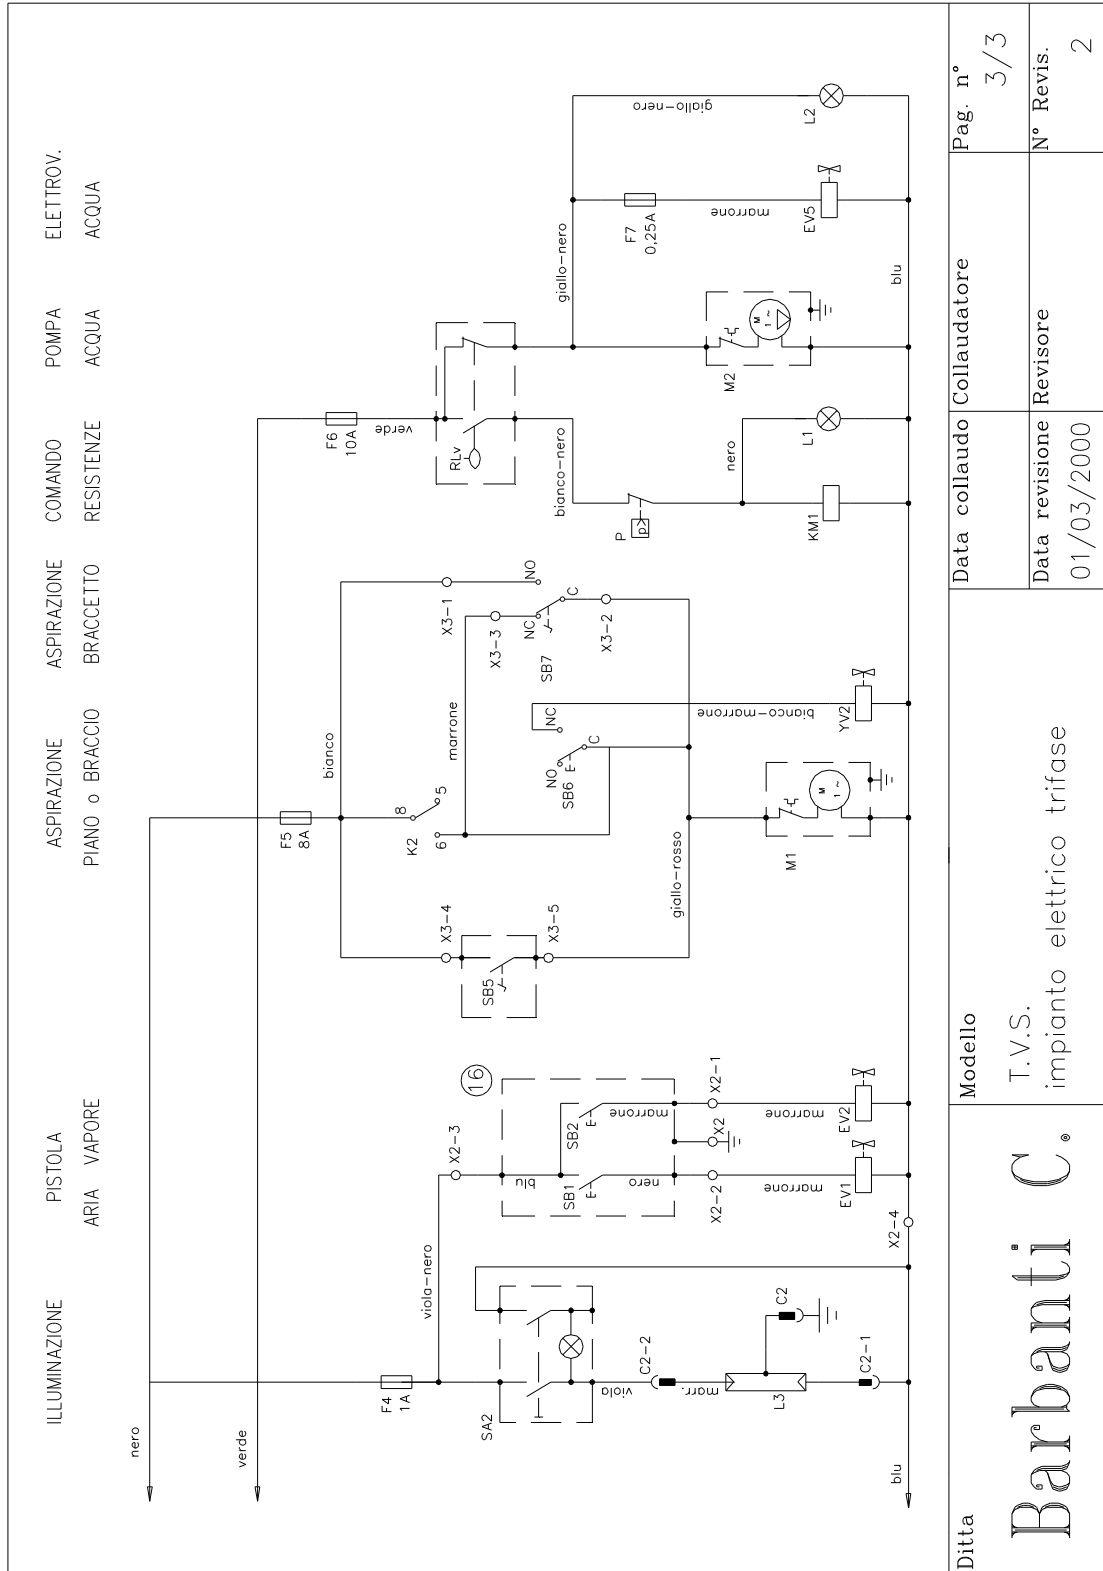 ILLUMINAZIONE
PISTOLA
ARIA VAPORE
ASPIRAZIONE
PIANO o BRACCIO
ASPIRAZIONE
BRACCETTO
COMANDO
RESISTENZE
POMPA
ACQUA
ELETTROV.
ACQUA
nero
verde
blu
F4
1A
viola-nero
SA2
viola
C2-2
marr.
L3
C2
C2-1
X2-3
16
blu
SB1
SB2
nero
marrone
X2-2
X2
X2-1
marrone
marrone
EV1
EV2
X2-4
F5
8A
bianco
X3-4
SB5
X3-5
K2
8
6
5
marrone
NO
SB6
C
NC
giallo-rosso
bianco-marrone
M1
M
1 ~
YV2
X3-1
X3-3
NO
NC
C
SB7
X3-2
F6
10A
verde
RLv
bianco-nero
P
p>
nero
KM1
L1
giallo-nero
M2
M
1 ~
F7
0,25A
marrone
EV5
giallo-nero
L2
blu
Ditta
Barbanti C.
Modello
T.V.S.
impianto elettrico trifase
Data collaudo
Collaudatore
Pag. n°
3/3
Data revisione
01/03/2000
Revisore
N° Revis.
2